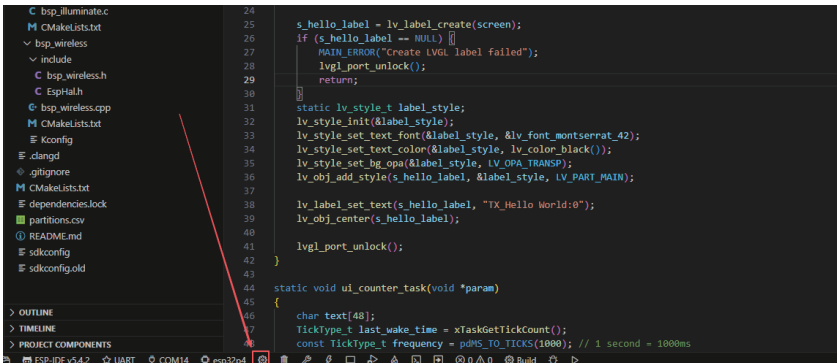 C bsp_illuminate.c
M CMakeLists.txt
bsp_wireless
include
C bsp_wireless.h
C EspHal.h
bsp_wireless.cpp
M CMakeLists.txt
Kconfig
.clangd
.gitignore
M CMakeLists.txt
dependencies.lock
partitions.csv
README.md
sdkconfig
sdkconfig.old
> OUTLINE
> TIMELINE
> PROJECT COMPONENTS
24
25 s_hello_label = lv_label_create(screen);
26 if (s_hello_label == NULL) {
27 MAIN_ERROR("Create LVGL label failed");
28 lvgl_port_unlock();
29 return;
30 }
31 static lv_style_t label_style;
32 lv_style_init(&label_style);
33 lv_style_set_text_font(&label_style, &lv_font_montserrat_42);
34 lv_style_set_text_color(&label_style, lv_color_black());
35 lv_style_set_bg_opa(&label_style, LV_OPA_TRANSP);
36 lv_obj_add_style(s_hello_label, &label_style, LV_PART_MAIN);
37
38 lv_label_set_text(s_hello_label, "TX_Hello World:0");
39 lv_obj_center(s_hello_label);
40
41 lvgl_port_unlock();
42 }
43
44 static void ui_counter_task(void *param)
45 {
46 char text[48];
47 TickType_t last_wake_time = xTaskGetTickCount();
const TickType_t frequency = pdMS_TO_TICKS(1000); // 1 second = 1000ms
ESP-IDF v5.4.2 UART COM14 esp32p4 0 0 Build